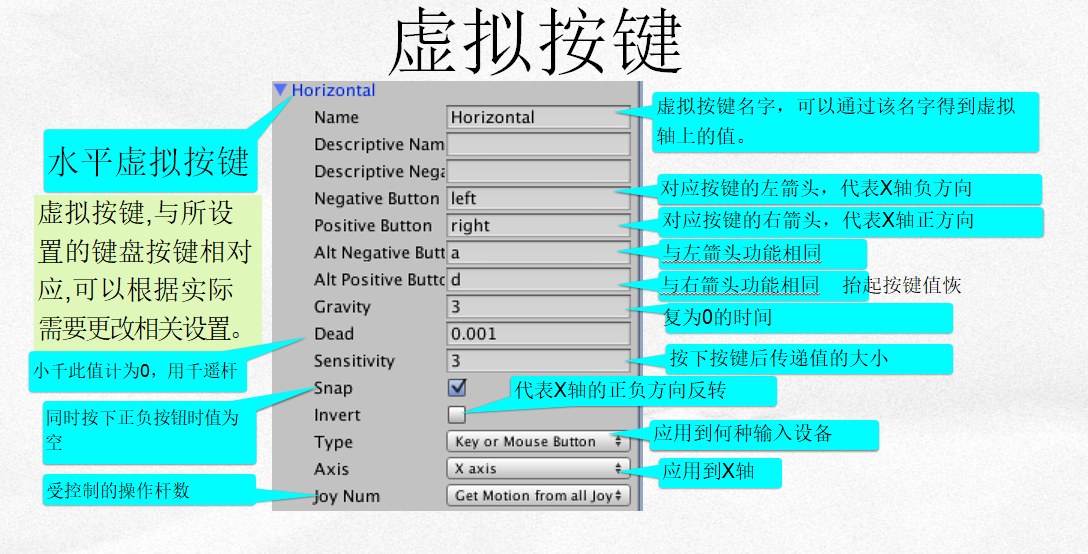 虚拟按键
Horizontal
Name
Horizontal
虚拟按键名字，可以通过该名字得到虚拟
轴上的值。
水平虚拟按键
Descriptive Nam
Descriptive Nega
虚拟按键,与所设
置的键盘按键相对
应,可以根据实际
需要更改相关设置。
Negative Button
left
对应按键的左箭头，代表X轴负方向
Positive Button
right
对应按键的右箭头，代表X轴正方向
Alt Negative Butt
a
与左箭头功能相同
Alt Positive Butto
d
与右箭头功能相同
抬起按键值恢
复为0的时间
Gravity
3
Dead
0.001
小千此值计为0，用千遥杆
Sensitivity
3
按下按键后传递值的大小
Snap
同时按下正负按钮时值为
空
代表X轴的正负方向反转
Invert
Type
Key or Mouse Button
应用到何种输入设备
Axis
X axis
应用到X轴
受控制的操作杆数
Joy Num
Get Motion from all Joy